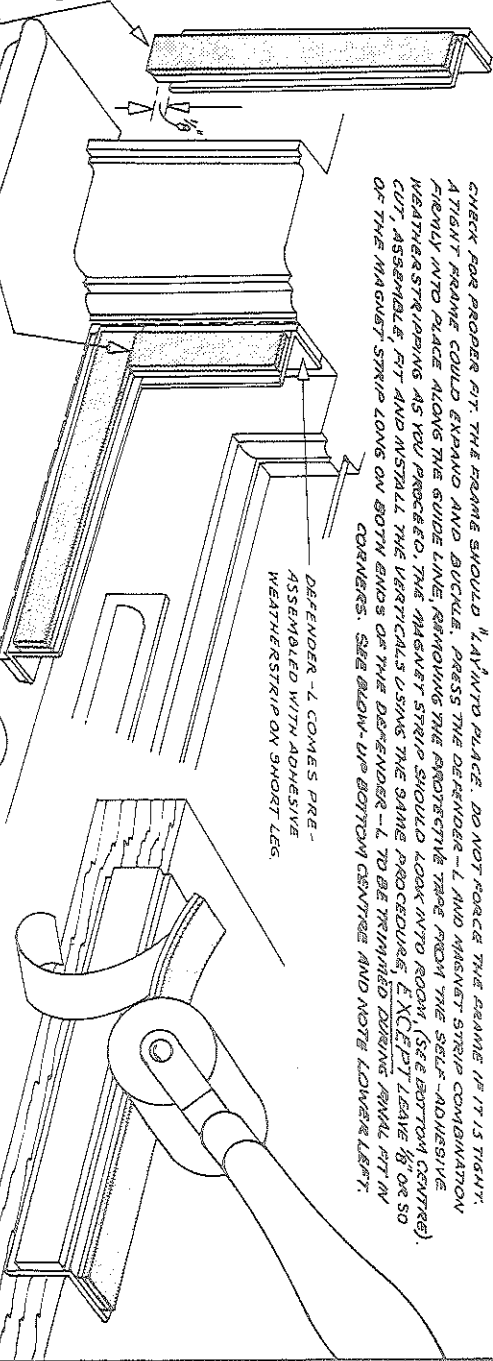 CHECK FOR PROPER FIT. THE FRAME SHOULD "LAY" INTO PLACE. DO NOT FORCE THE FRAME IF IT IS TIGHT.
A TIGHT FRAME COULD EXPAND AND BUCKLE. PRESS THE DEFENDER-L AND MAGNET STRIP COMBINATION
FIRMLY INTO PLACE ALONG THE GUIDE LINE, REMOVING THE PROTECTIVE TAPE FROM THE SELF-ADHESIVE
WEATHERSTRIPPING AS YOU PROCEED. THE MAGNET STRIP SHOULD LOOK INTO ROOM. (SEE BOTTOM CENTRE).
CUT, ASSEMBLE, FIT AND INSTALL THE VERTICALS USING THE SAME PROCEDURE, EXCEPT LEAVE 1/8" OR SO
OF THE MAGNET STRIP LONG ON BOTH ENDS OF THE DEFENDER-L TO BE TRIMMED DURING FINAL FIT IN
CORNERS. SEE BLOW-UP BOTTOM CENTRE AND NOTE LOWER LEFT.
1/8"
DEFENDER-L COMES PRE-
ASSEMBLED WITH ADHESIVE
WEATHERSTRIP ON SHORT LEG.